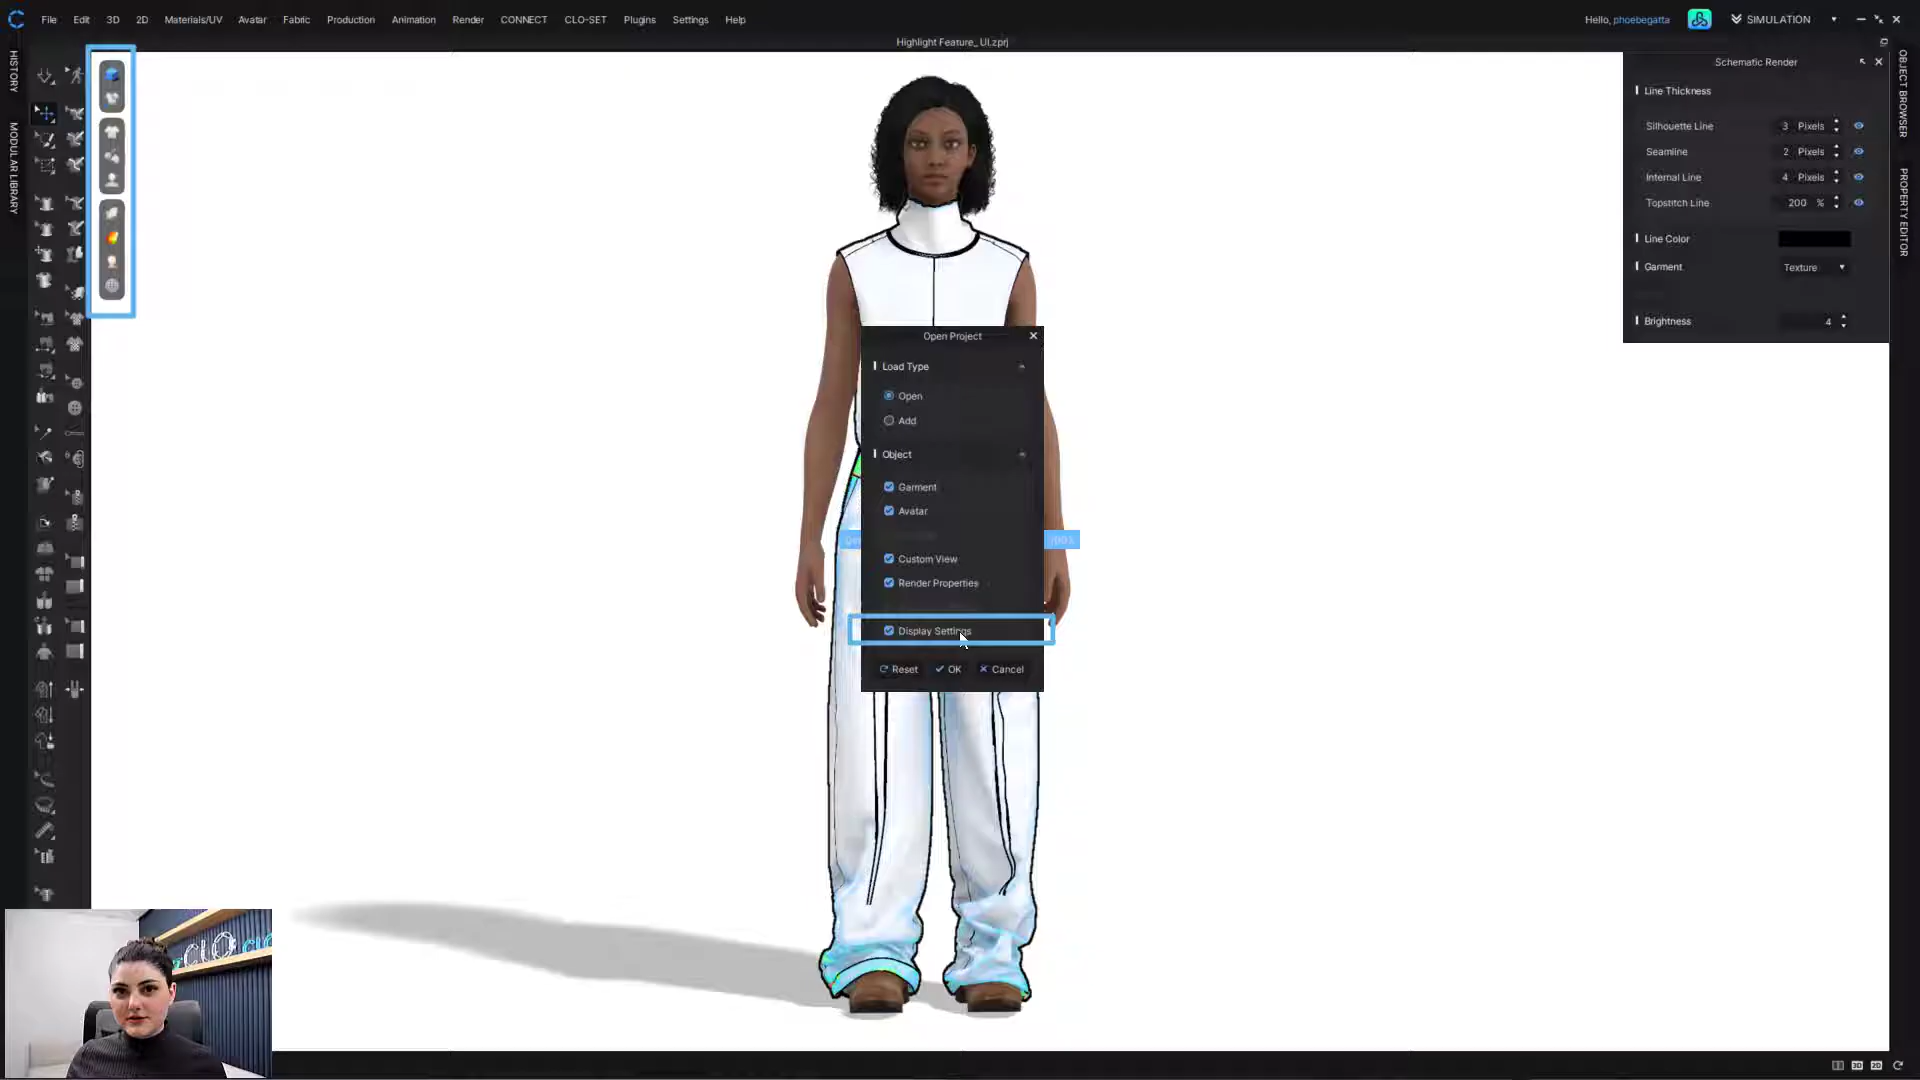 File Edit 3D 2D Materials/UV Avatar Fabric Production Animation Render CONNECT CLO-SET Plugins Settings Help
Hello, phoebegatta
SIMULATION
Highlight Feature_UI.zprj
HISTORY
MODULAR LIBRARY
OBJECT BROWSER
PROPERTY EDITOR
Schematic Render
Line Thickness
Silhouette Line 3 Pixels
Seamline 2 Pixels
Internal Line 4 Pixels
Topstitch Line 200 %
Line Color
Garment Texture
Brightness 4
Open Project
Load Type
Open
Add
Object
Garment
Avatar
Custom View
Render Properties
Display Settings
Reset OK Cancel
CLO
3D 2D